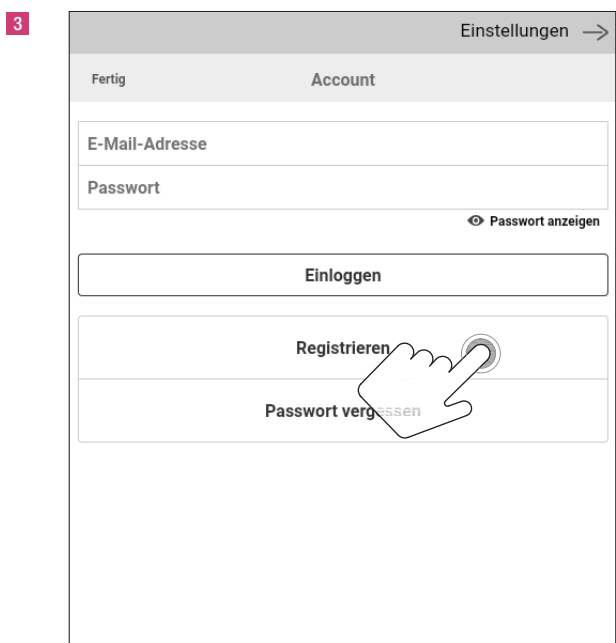 3
Einstellungen
Fertig Account
E-Mail-Adresse
Passwort
Passwort anzeigen
Einloggen
Registrieren
Passwort vergessen